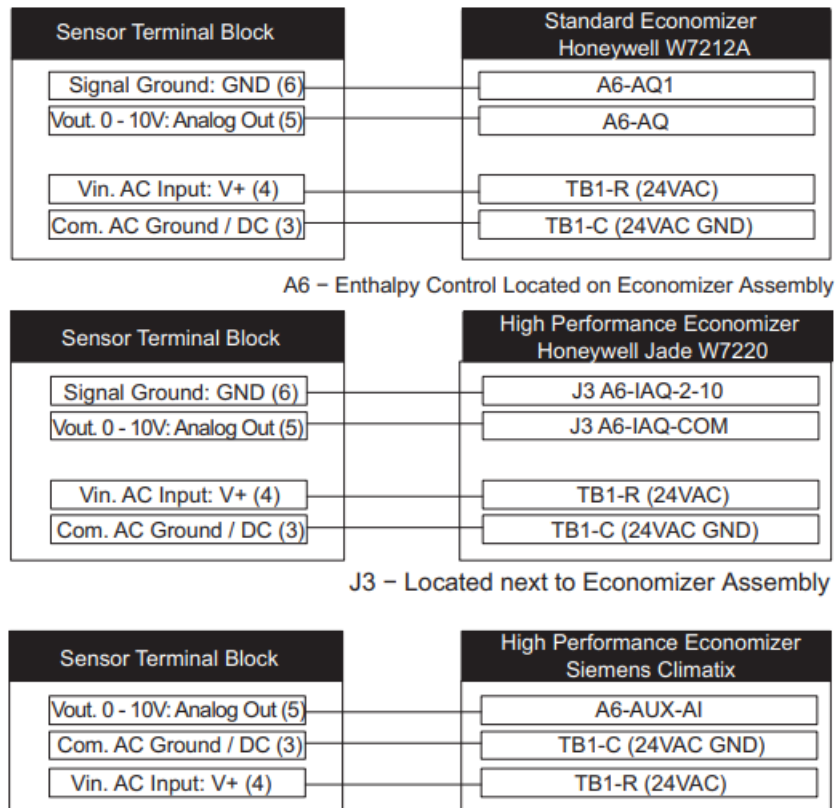 Sensor Terminal Block
Standard Economizer
Honeywell W7212A
Signal Ground: GND (6)
A6-AQ1
Vout. 0 - 10V: Analog Out (5)
A6-AQ
Vin. AC Input: V+ (4)
TB1-R (24VAC)
Com. AC Ground / DC (3)
TB1-C (24VAC GND)
A6 − Enthalpy Control Located on Economizer Assembly
Sensor Terminal Block
High Performance Economizer
Honeywell Jade W7220
Signal Ground: GND (6)
J3 A6-IAQ-2-10
Vout. 0 - 10V: Analog Out (5)
J3 A6-IAQ-COM
Vin. AC Input: V+ (4)
TB1-R (24VAC)
Com. AC Ground / DC (3)
TB1-C (24VAC GND)
J3 − Located next to Economizer Assembly
Sensor Terminal Block
High Performance Economizer
Siemens Climatix
Vout. 0 - 10V: Analog Out (5)
A6-AUX-AI
Com. AC Ground / DC (3)
TB1-C (24VAC GND)
Vin. AC Input: V+ (4)
TB1-R (24VAC)